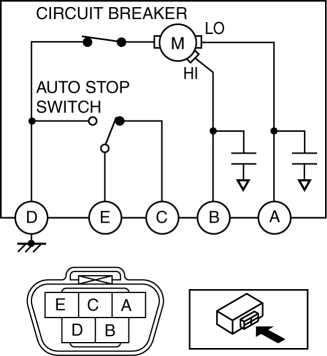 CIRCUIT BREAKER
M
LO
HI
AUTO STOP
SWITCH
D E C B A
E C A
D B